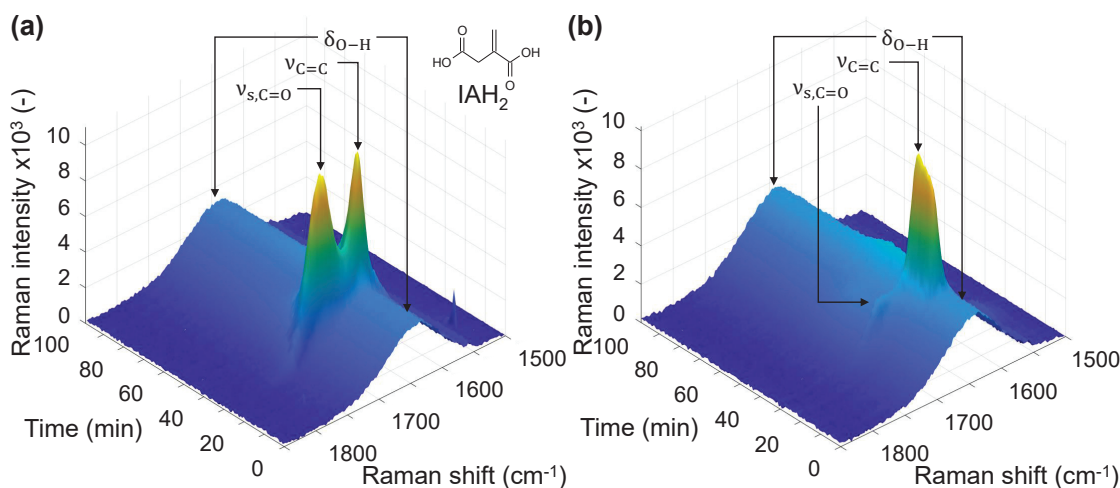 (a)
δO–H
νC=C
νs,C=O
O
HO
OH
O
IAH₂
Raman intensity x10³ (-)
10
8
6
4
2
0
100
80
60
40
20
0
Time (min)
1800
1700
1600
1500
Raman shift (cm⁻¹)
(b)
δO–H
νC=C
νs,C=O
Raman intensity x10³ (-)
10
8
6
4
2
0
100
80
60
40
20
0
Time (min)
1800
1700
1600
1500
Raman shift (cm⁻¹)